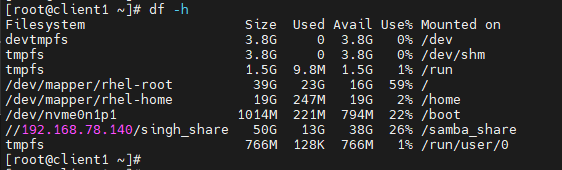 [root@client1 ~]# df -h
Filesystem Size Used Avail Use% Mounted on
devtmpfs 3.8G 0 3.8G 0% /dev
tmpfs 3.8G 0 3.8G 0% /dev/shm
tmpfs 1.5G 9.8M 1.5G 1% /run
/dev/mapper/rhel-root 39G 23G 16G 59% /
/dev/mapper/rhel-home 19G 247M 19G 2% /home
/dev/nvme0n1p1 1014M 221M 794M 22% /boot
//192.168.78.140/singh_share 50G 13G 38G 26% /samba_share
tmpfs 766M 128K 766M 1% /run/user/0
[root@client1 ~]#